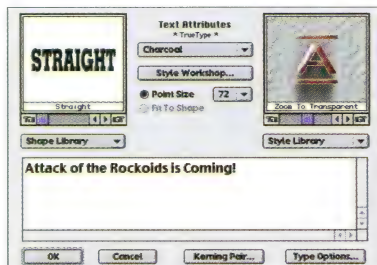 Text Attributes
* TrueType *
STRAIGHT
Straight
Charcoal
Style Workshop...
Point Size 72
Fit To Shape
A
Zoom To Transparent
Shape Library
Style Library
Attack of the Rockoids is Coming!
OK Cancel Kerning Pair... Type Options...